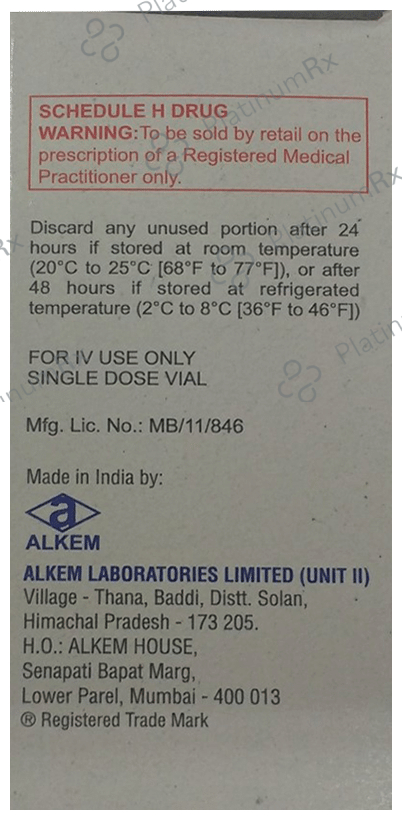 SCHEDULE H DRUG
WARNING:To be sold by retail on the
prescription of a Registered Medical
Practitioner only.
Discard any unused portion after 24
hours if stored at room temperature
(20°C to 25°C [68°F to 77°F]), or after
48 hours if stored at refrigerated
temperature (2°C to 8°C [36°F to 46°F])
FOR IV USE ONLY
SINGLE DOSE VIAL
Mfg. Lic. No.: MB/11/846
Made in India by:
a
ALKEM
ALKEM LABORATORIES LIMITED (UNIT II)
Village - Thana, Baddi, Distt. Solan,
Himachal Pradesh - 173 205.
H.O.: ALKEM HOUSE,
Senapati Bapat Marg,
Lower Parel, Mumbai - 400 013
® Registered Trade Mark
PlatinumRx
PlatinumRx